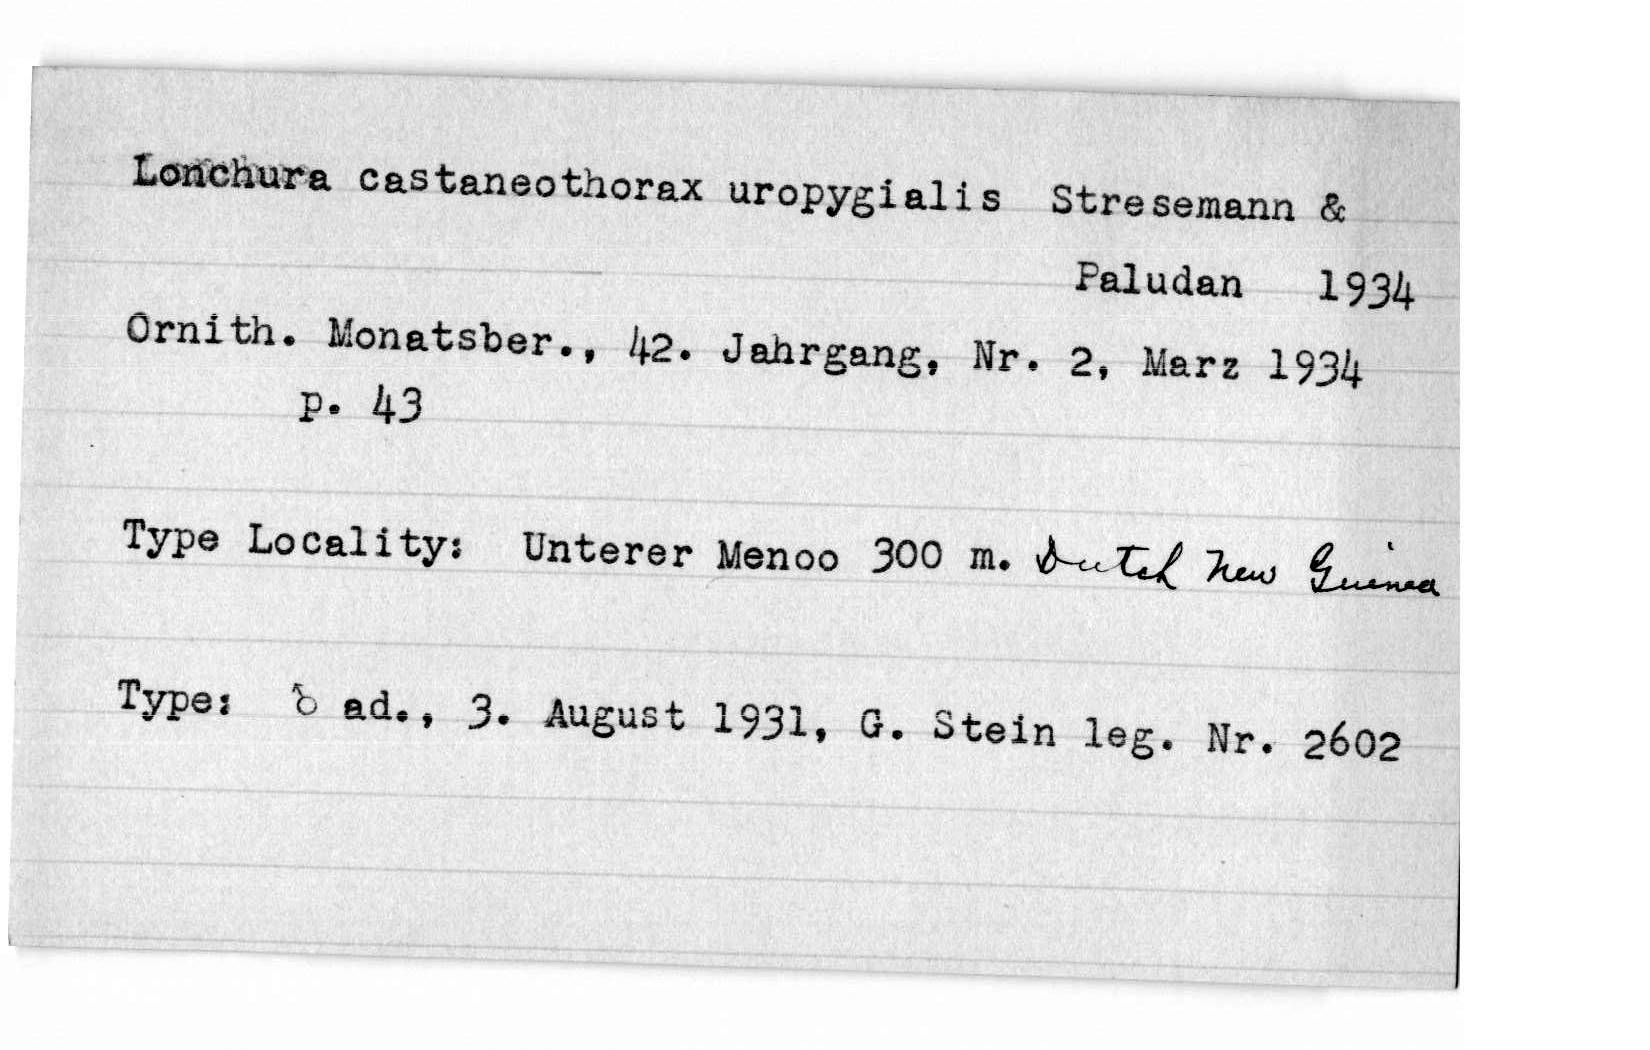 Lonchura castaneothorax uropygialis Stresemann &
Paludan 1934
Ornith. Monatsber., 42. Jahrgang, Nr. 2, Marz 1934
p. 43
Type Locality: Unterer Menoo 300 m. Dutch New Guinea
Type: ♂ ad., 3. August 1931, G. Stein leg. Nr. 2602